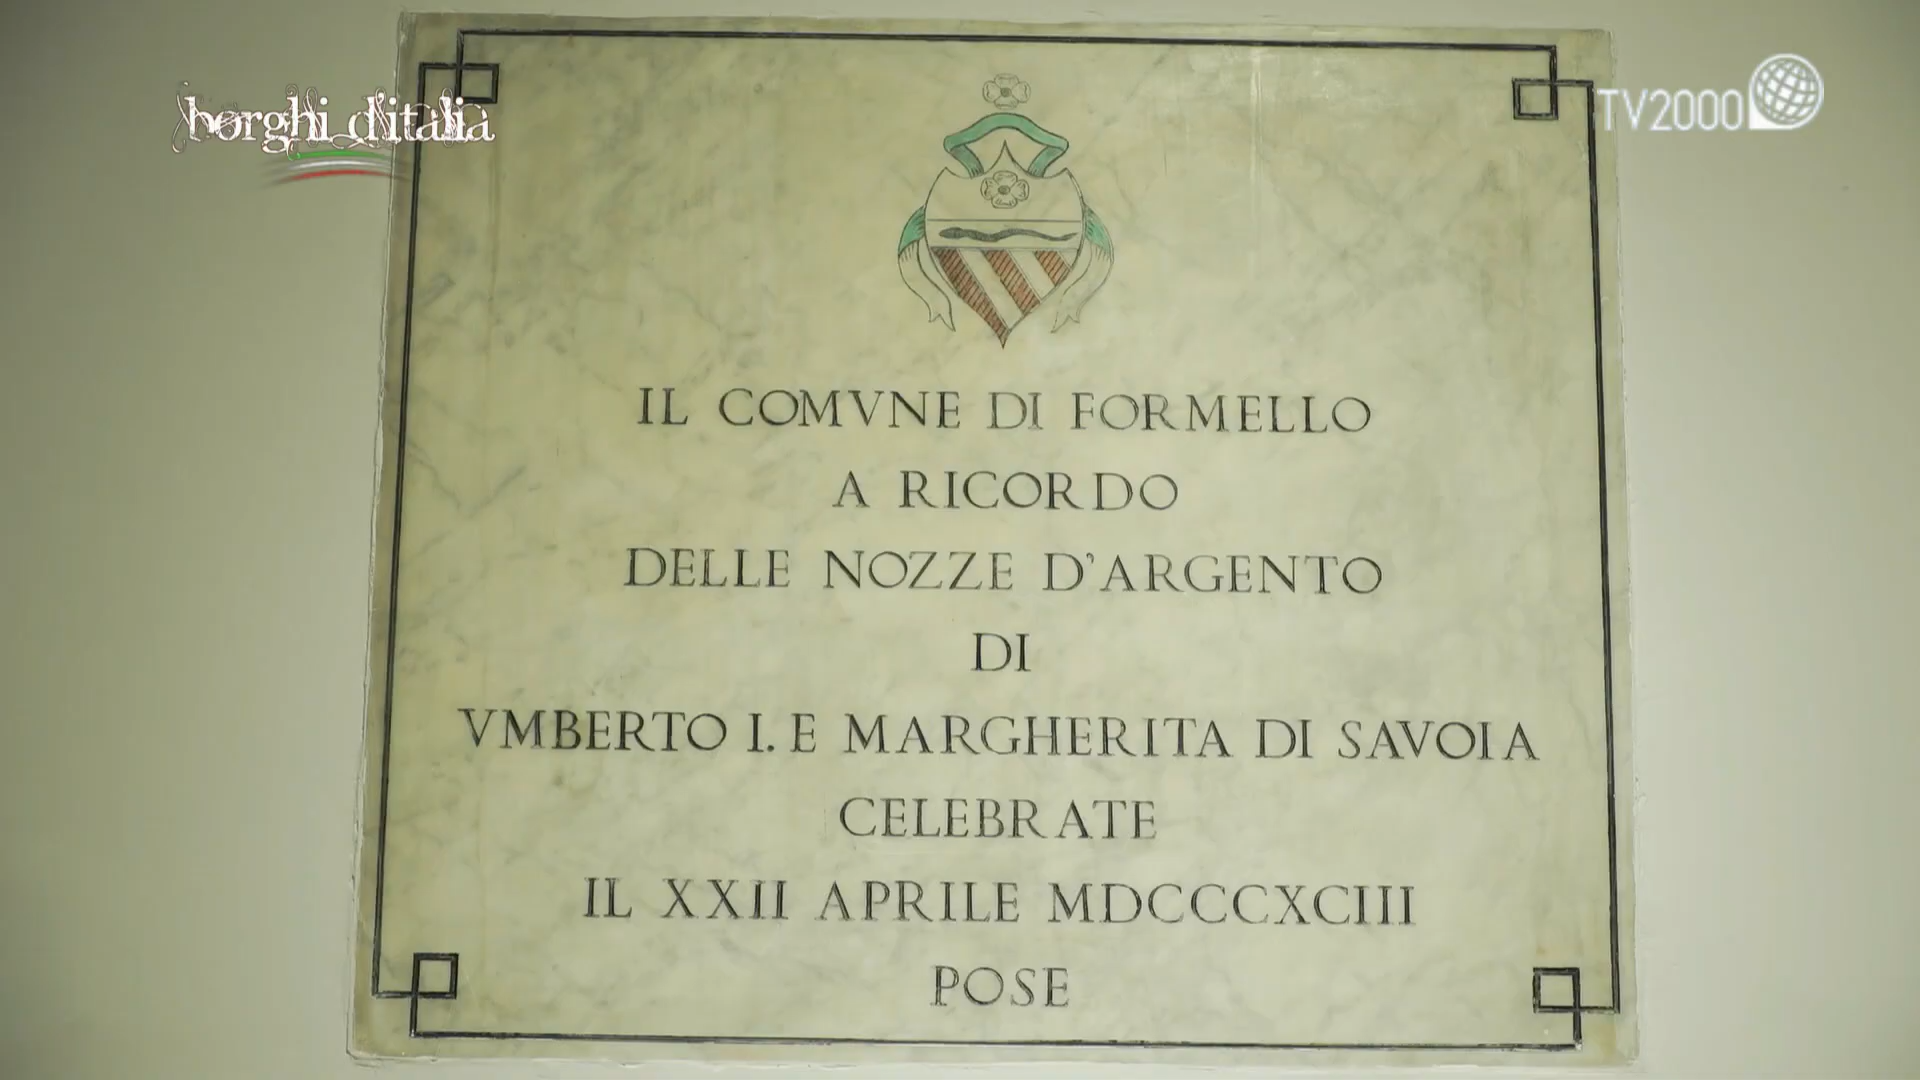 borghi d'italia
TV2000
IL COMVNE DI FORMELLO
A RICORDO
DELLE NOZZE D'ARGENTO
DI
VMBERTO I. E MARGHERITA DI SAVOIA
CELEBRATE
IL XXII APRILE MDCCCXCIII
POSE